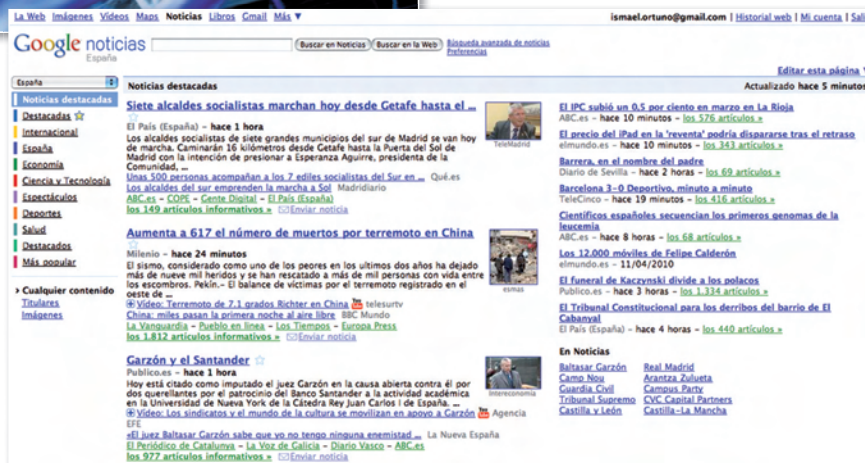 La Web Imágenes Vídeos Maps Noticias Libros Gmail Más ▼
ismael.ortuno@gmail.com | Historial web | Mi cuenta | Sali
Google noticias
España
Buscar en Noticias Buscar en la Web
Búsqueda avanzada de noticias
Preferencias
Editar esta página
España
Noticias destacadas
Actualizado hace 5 minutos
Noticias destacadas
Destacadas
Internacional
España
Economía
Ciencia y Tecnología
Espectáculos
Deportes
Salud
Destacados
Más popular
› Cualquier contenido
Titulares
Imágenes
Siete alcaldes socialistas marchan hoy desde Getafe hasta el ...
El País (España) - hace 1 hora
Los alcaldes socialistas de siete grandes municipios del sur de Madrid se van hoy
de marcha. Caminarán 16 kilómetros desde Getafe hasta la Puerta del Sol de
Madrid con la intención de presionar a Esperanza Aguirre, presidenta de la
Comunidad, ...
Unas 500 personas acompañan a los 7 ediles socialistas del Sur en ... Qué.es
Los alcaldes del sur emprenden la marcha a Sol Madridiario
ABC.es - COPE - Gente Digital - El País (España)
los 149 artículos informativos » Enviar noticia
TeleMadrid
Aumenta a 617 el número de muertos por terremoto en China
Milenio - hace 24 minutos
El sismo, considerado como uno de los peores en los ultimos dos años ha dejado
más de nueve mil heridos y se han rescatado a más de mil personas con vida entre
los escombros. Pekín.- El balance de víctimas por el terremoto registrado en el
oeste de ...
Vídeo: Terremoto de 7.1 grados Richter en China telesurtv
China: miles pasan la primera noche al aire libre BBC Mundo
La Vanguardia - Pueblo en línea - Los Tiempos - Europa Press
los 1.812 artículos informativos » Enviar noticia
esmas
Garzón y el Santander
Publico.es - hace 1 hora
Hoy está citado como imputado el juez Garzón en la causa abierta contra él por
dos querellantes por el patrocinio del Banco Santander a la actividad académica
en la Universidad de Nueva York de la Cátedra Rey Juan Carlos I de España. ...
Vídeo: Los sindicatos y el mundo de la cultura se movilizan en apoyo a Garzón Agencia
EFE
«El juez Baltasar Garzón sabe que yo no tengo ninguna enemistad ... La Nueva España
El Periódico de Catalunya - La Voz de Galicia - Diario Vasco - ABC.es
los 977 artículos informativos » Enviar noticia
Intereconomía
El IPC subió un 0,5 por ciento en marzo en La Rioja
ABC.es - hace 10 minutos - los 576 artículos »
El precio del iPad en la 'reventa' podría dispararse tras el retraso
elmundo.es - hace 10 minutos - los 343 artículos »
Barrera, en el nombre del padre
Diario de Sevilla - hace 2 horas - los 69 artículos »
Barcelona 3-0 Deportivo, minuto a minuto
TeleCinco - hace 19 minutos - los 416 artículos »
Científicos españoles secuencian los primeros genomas de la
leucemia
ABC.es - hace 8 horas - los 68 artículos »
Los 12.000 móviles de Felipe Calderón
elmundo.es - 11/04/2010
El funeral de Kaczynski divide a los polacos
Publico.es - hace 3 horas - los 1.334 artículos »
El Tribunal Constitucional para los derribos del barrio de El
Cabanyal
El País (España) - hace 4 horas - los 440 artículos »
En Noticias
Baltasar Garzón Real Madrid
Camp Nou Arantza Zulueta
Guardia Civil Campus Party
Tribunal Supremo CVC Capital Partners
Castilla y León Castilla-La Mancha